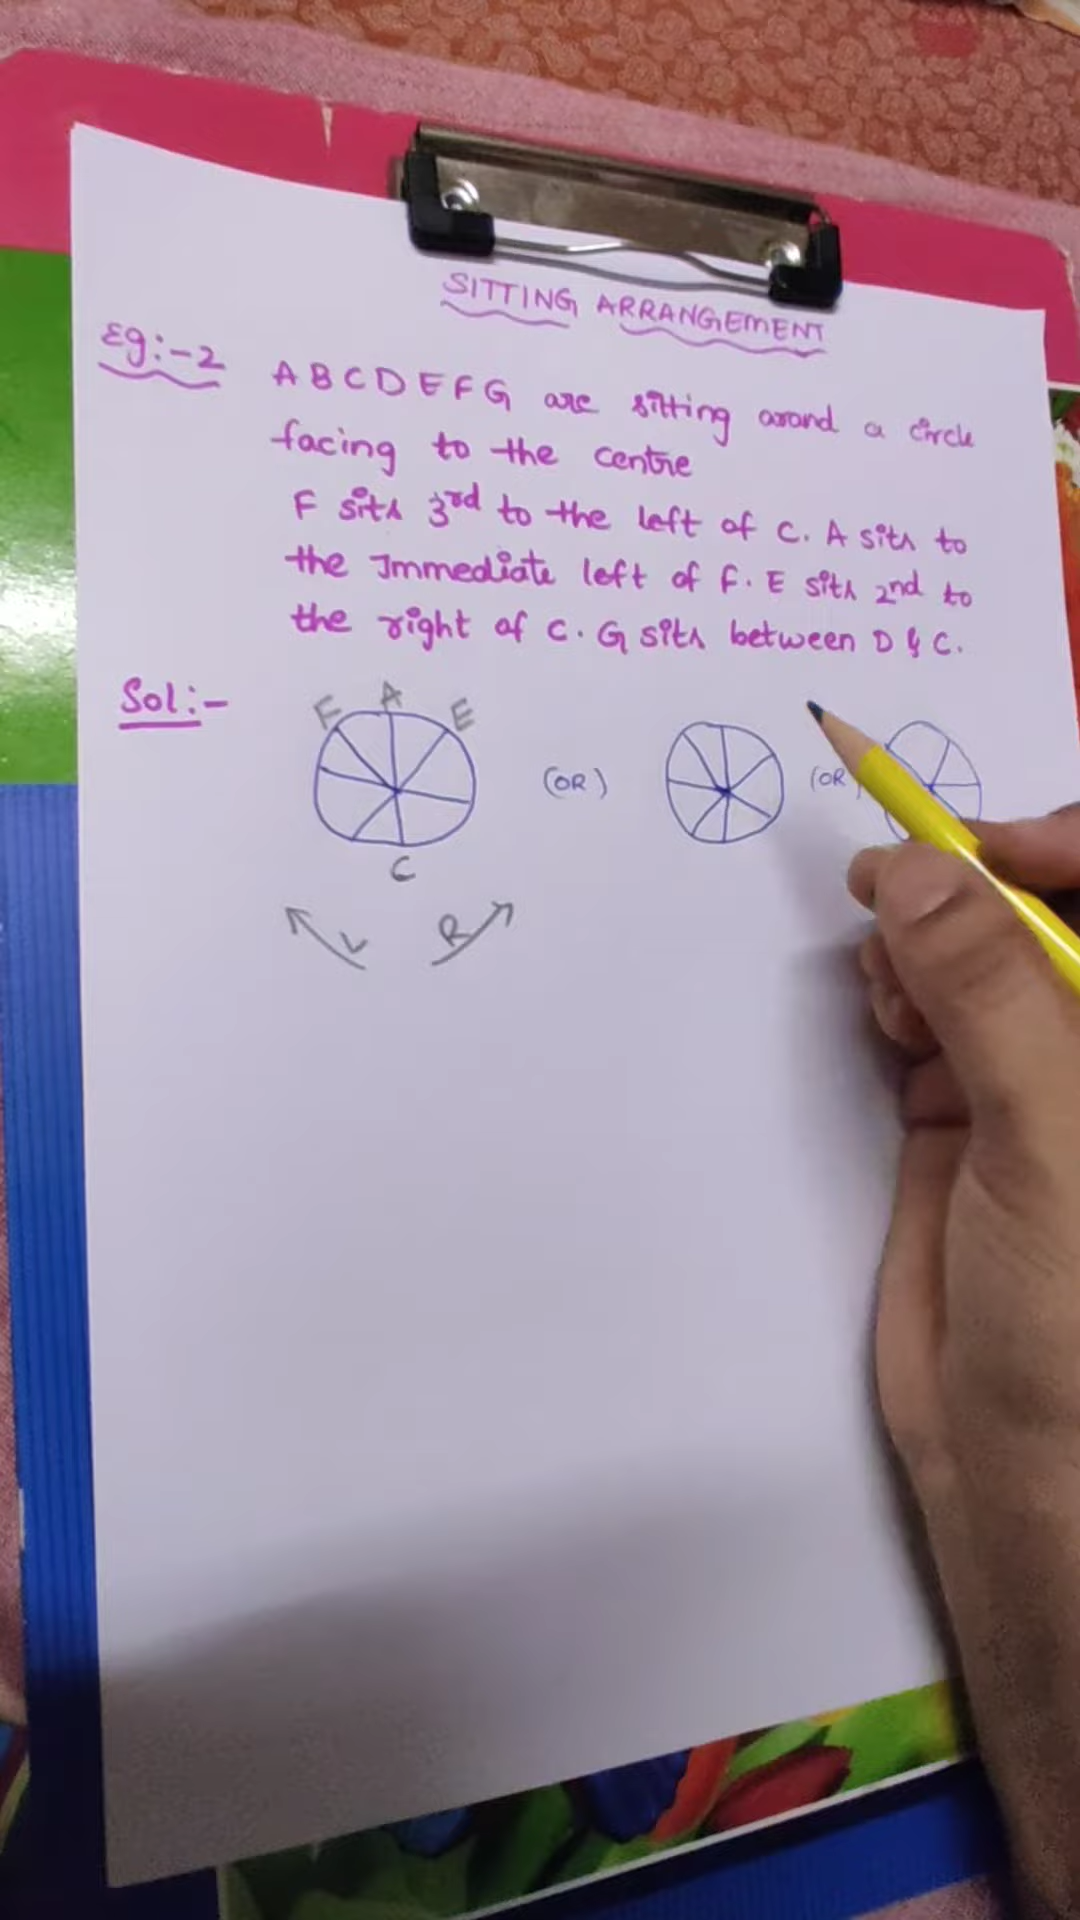 SITTING ARRANGEMENT
Eg:-2 A B C D E F G are sitting arond a circle
facing to the centre
F sits 3rd to the left of C. A sits to
the Immediate left of F. E sits 2nd to
the right of C. G sits between D & C.
Sol:-
F A E
(OR) (OR)
C
L R